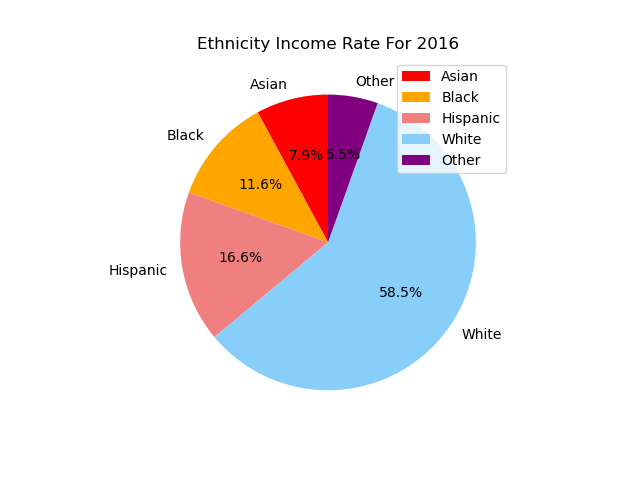 Ethnicity Income Rate For 2016
Asian
Other
Black
Hispanic
White
7.9%
5.5%
11.6%
16.6%
58.5%
Asian
Black
Hispanic
White
Other